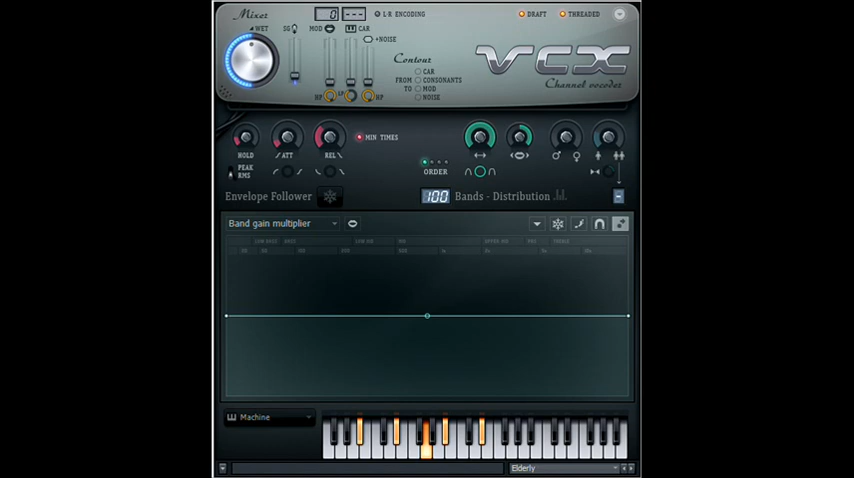 Mixer
0 --- L-R ENCODING DRAFT THREADED
WET SG MOD CAR
+NOISE
Contour
CAR
FROM CONSONANTS
TO MOD
NOISE
HP LP HP
VCX
Channel vocoder
HOLD ATT REL MIN TIMES
PEAK
RMS
ORDER
Envelope Follower
100 Bands - Distribution
Band gain multiplier
Machine
Elderly